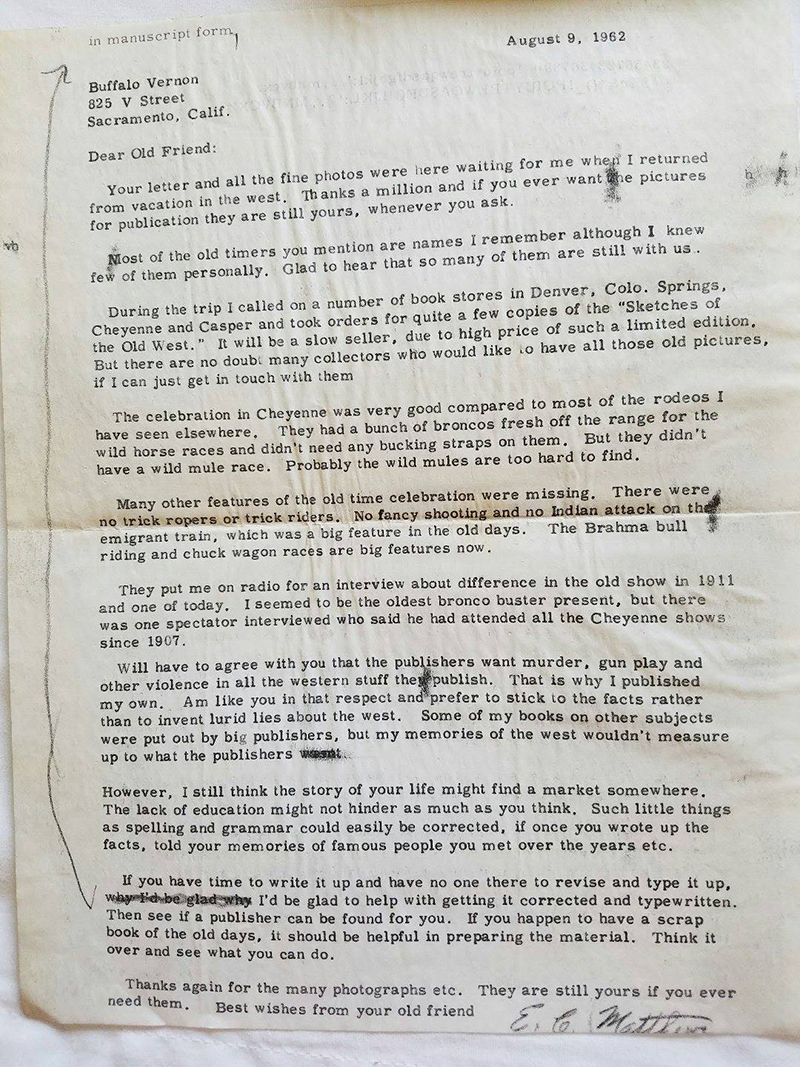 in manuscript form,
August 9, 1962
Buffalo Vernon
825 V Street
Sacramento, Calif.
Dear Old Friend:
Your letter and all the fine photos were here waiting for me when I returned
from vacation in the west. Thanks a million and if you ever want the pictures
for publication they are still yours, whenever you ask.
Most of the old timers you mention are names I remember although I knew
few of them personally. Glad to hear that so many of them are still with us.
During the trip I called on a number of book stores in Denver, Colo. Springs,
Cheyenne and Casper and took orders for quite a few copies of the "Sketches of
the Old West." It will be a slow seller, due to high price of such a limited edition.
But there are no doubt many collectors who would like to have all those old pictures,
if I can just get in touch with them
The celebration in Cheyenne was very good compared to most of the rodeos I
have seen elsewhere. They had a bunch of broncos fresh off the range for the
wild horse races and didn't need any bucking straps on them. But they didn't
have a wild mule race. Probably the wild mules are too hard to find.
Many other features of the old time celebration were missing. There were
no trick ropers or trick riders. No fancy shooting and no Indian attack on the
emigrant train, which was a big feature in the old days. The Brahma bull
riding and chuck wagon races are big features now.
They put me on radio for an interview about difference in the old show in 1911
and one of today. I seemed to be the oldest bronco buster present, but there
was one spectator interviewed who said he had attended all the Cheyenne shows
since 1907.
Will have to agree with you that the publishers want murder, gun play and
other violence in all the western stuff they publish. That is why I published
my own. Am like you in that respect and prefer to stick to the facts rather
than to invent lurid lies about the west. Some of my books on other subjects
were put out by big publishers, but my memories of the west wouldn't measure
up to what the publishers want.
However, I still think the story of your life might find a market somewhere.
The lack of education might not hinder as much as you think. Such little things
as spelling and grammar could easily be corrected, if once you wrote up the
facts, told your memories of famous people you met over the years etc.
If you have time to write it up and have no one there to revise and type it up,
why I'd be glad why I'd be glad to help with getting it corrected and typewritten.
Then see if a publisher can be found for you. If you happen to have a scrap
book of the old days, it should be helpful in preparing the material. Think it
over and see what you can do.
Thanks again for the many photographs etc. They are still yours if you ever
need them. Best wishes from your old friend
E. C. Matthews